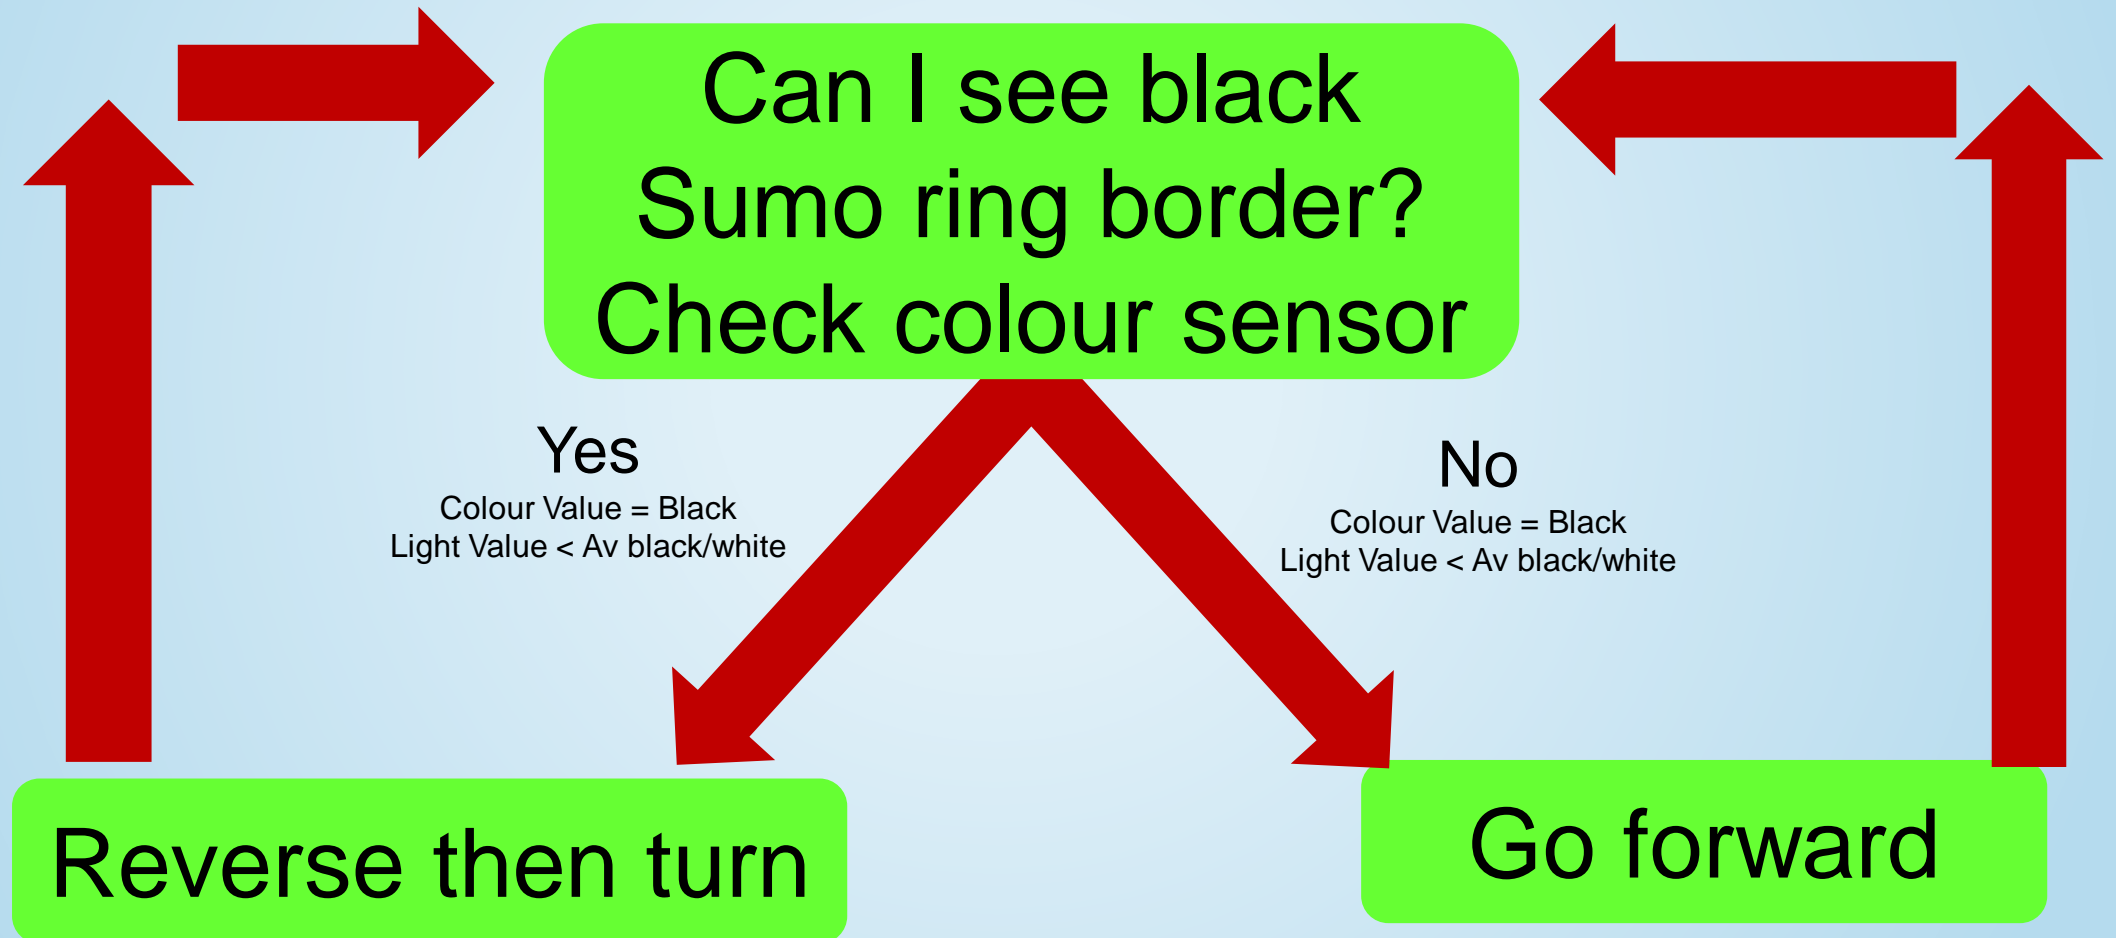 Can I see black
Sumo ring border?
Check colour sensor
Yes
Colour Value = Black
Light Value < Av black/white
No
Colour Value = Black
Light Value < Av black/white
Reverse then turn
Go forward